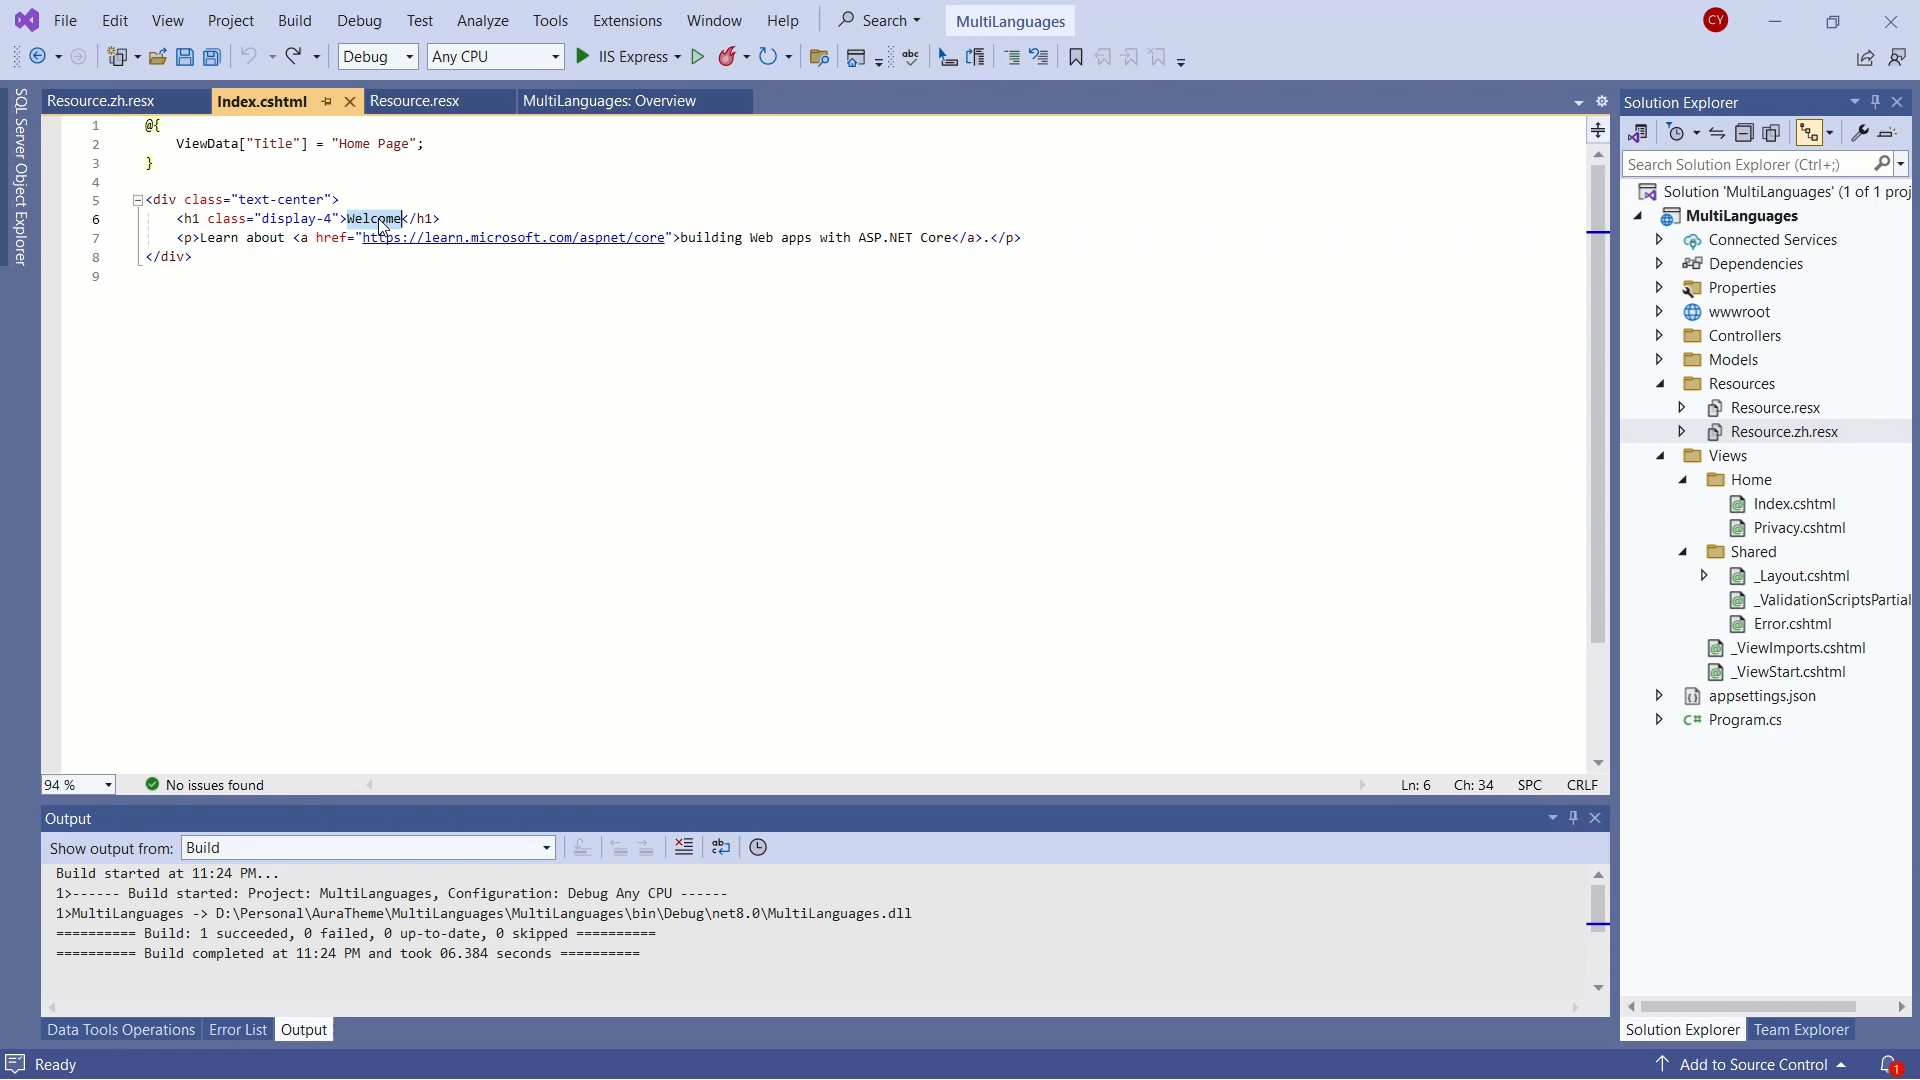 File Edit View Project Build Debug Test Analyze Tools Extensions Window Help Search MultiLanguages CY
Debug Any CPU IIS Express
SQL Server Object Explorer
Resource.zh.resx Index.cshtml Resource.resx MultiLanguages: Overview
1 @{
2 ViewData["Title"] = "Home Page";
3 }
4
5 <div class="text-center">
6 <h1 class="display-4">Welcome</h1>
7 <p>Learn about <a href="https://learn.microsoft.com/aspnet/core">building Web apps with ASP.NET Core</a>.</p>
8 </div>
9
94 % No issues found Ln: 6 Ch: 34 SPC CRLF
Output
Show output from: Build
Build started at 11:24 PM...
1>------ Build started: Project: MultiLanguages, Configuration: Debug Any CPU ------
1>MultiLanguages -> D:\Personal\AuraTheme\MultiLanguages\MultiLanguages\bin\Debug\net8.0\MultiLanguages.dll
========== Build: 1 succeeded, 0 failed, 0 up-to-date, 0 skipped ==========
========== Build completed at 11:24 PM and took 06.384 seconds ==========
Data Tools Operations Error List Output
Solution Explorer
Search Solution Explorer (Ctrl+;)
Solution 'MultiLanguages' (1 of 1 proj
MultiLanguages
Connected Services
Dependencies
Properties
wwwroot
Controllers
Models
Resources
Resource.resx
Resource.zh.resx
Views
Home
Index.cshtml
Privacy.cshtml
Shared
_Layout.cshtml
_ValidationScriptsPartial
Error.cshtml
_ViewImports.cshtml
_ViewStart.cshtml
appsettings.json
C# Program.cs
Solution Explorer Team Explorer
Ready Add to Source Control 1